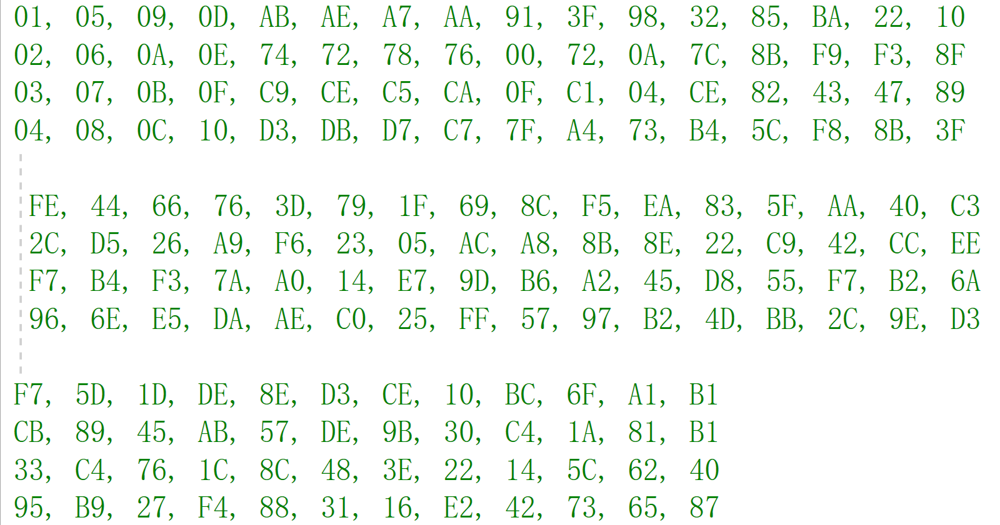 01, 05, 09, 0D, AB, AE, A7, AA, 91, 3F, 98, 32, 85, BA, 22, 10
02, 06, 0A, 0E, 74, 72, 78, 76, 00, 72, 0A, 7C, 8B, F9, F3, 8F
03, 07, 0B, 0F, C9, CE, C5, CA, 0F, C1, 04, CE, 82, 43, 47, 89
04, 08, 0C, 10, D3, DB, D7, C7, 7F, A4, 73, B4, 5C, F8, 8B, 3F
FE, 44, 66, 76, 3D, 79, 1F, 69, 8C, F5, EA, 83, 5F, AA, 40, C3
2C, D5, 26, A9, F6, 23, 05, AC, A8, 8B, 8E, 22, C9, 42, CC, EE
F7, B4, F3, 7A, A0, 14, E7, 9D, B6, A2, 45, D8, 55, F7, B2, 6A
96, 6E, E5, DA, AE, C0, 25, FF, 57, 97, B2, 4D, BB, 2C, 9E, D3
F7, 5D, 1D, DE, 8E, D3, CE, 10, BC, 6F, A1, B1
CB, 89, 45, AB, 57, DE, 9B, 30, C4, 1A, 81, B1
33, C4, 76, 1C, 8C, 48, 3E, 22, 14, 5C, 62, 40
95, B9, 27, F4, 88, 31, 16, E2, 42, 73, 65, 87